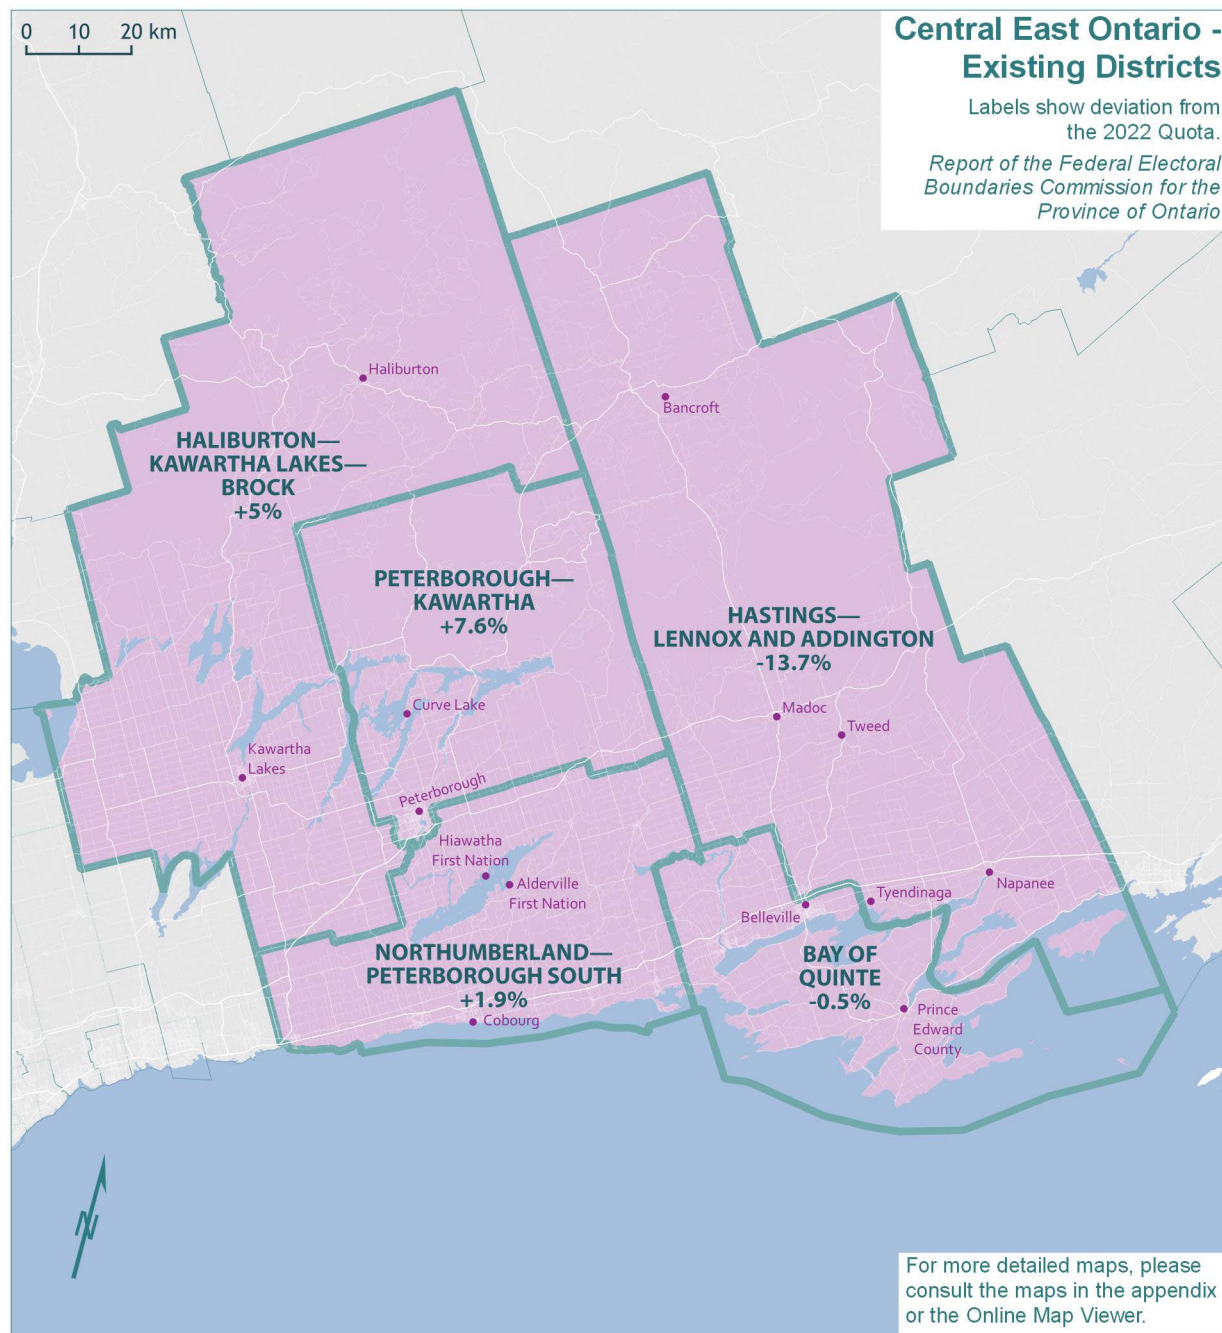 0 10 20 km
Central East Ontario -
Existing Districts
Labels show deviation from
the 2022 Quota.
Report of the Federal Electoral
Boundaries Commission for the
Province of Ontario
Haliburton
Bancroft
HALIBURTON—
KAWARTHA LAKES—
BROCK
+5%
PETERBOROUGH—
KAWARTHA
+7.6%
HASTINGS—
LENNOX AND ADDINGTON
-13.7%
Curve Lake
Madoc
Tweed
Kawartha
Lakes
Peterborough
Hiawatha
First Nation
Alderville
First Nation
Napanee
Tyendinaga
Belleville
NORTHUMBERLAND—
PETERBOROUGH SOUTH
+1.9%
BAY OF
QUINTE
-0.5%
Cobourg
Prince
Edward
County
N
For more detailed maps, please
consult the maps in the appendix
or the Online Map Viewer.